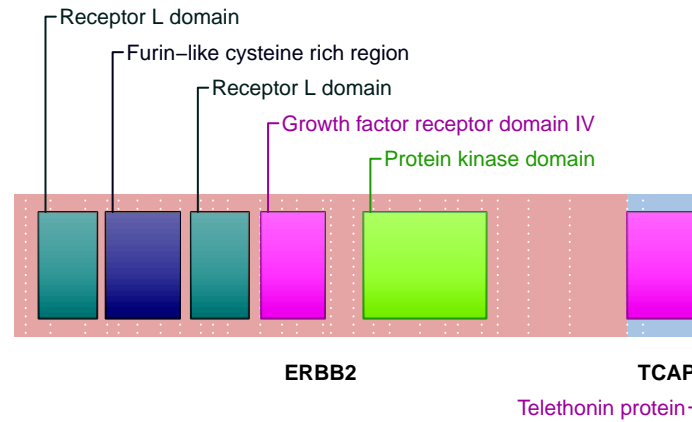 Receptor L domain
Furin−like cysteine rich region
Receptor L domain
Growth factor receptor domain IV
Protein kinase domain
ERBB2
TCAP
Telethonin protein